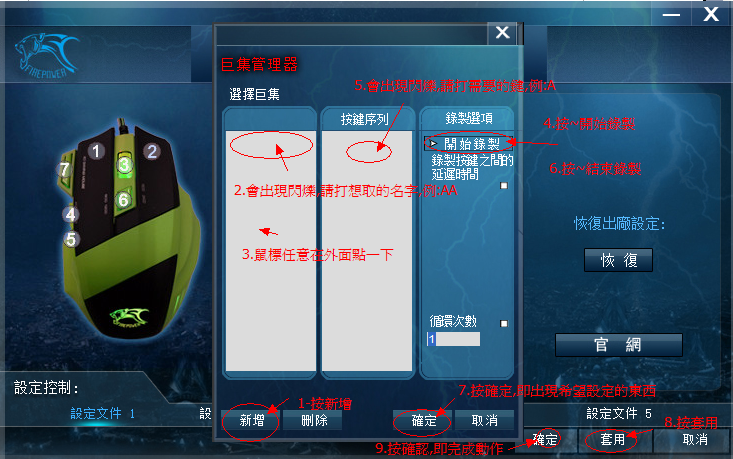 FIREPOWER
巨集管理器
選擇巨集
5.會出現閃爍,請打需要的鍵,例:A
按鍵序列
錄製選項
4.按~開始錄製
開始錄製
錄製按鍵之間的
延遲時間
6.按~結束錄製
2.會出現閃爍,請打想取的名字,例:AA
3.鼠標任意在外面點一下
1
2
3
7
6
4
5
恢復出廠設定:
恢復
循環次數
1
官網
設定控制:
設定文件 1
設
7.按確定,即出現希望設定的東西
1-按新增
新增
刪除
確定
取消
設定文件 5
8.按套用
9.按確認,即完成動作
確定
套用
取消